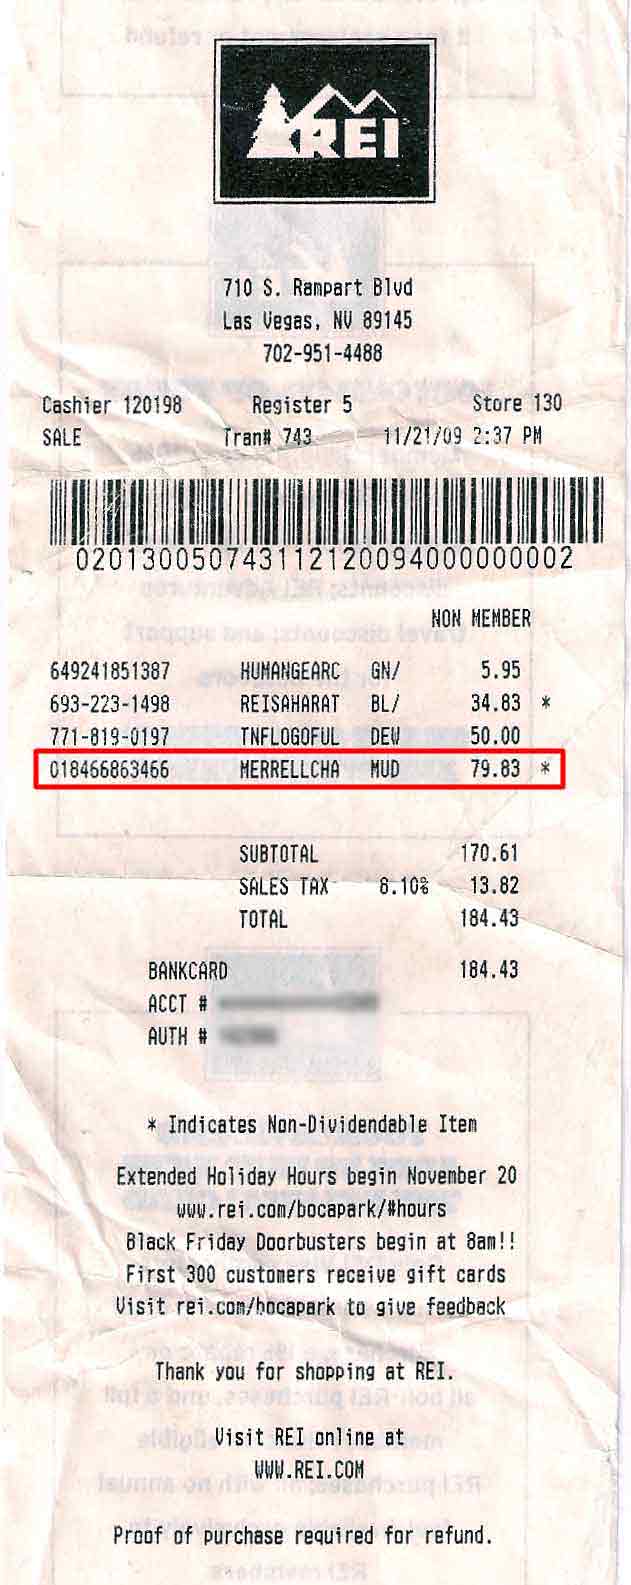 REI
710 S. Rampart Blvd
Las Vegas, NV 89145
702-951-4488
Cashier 120198 Register 5 Store 130
SALE Tran# 743 11/21/09 2:37 PM
0201300507431121200940000000002
NON MEMBER
649241851387 HUMANGEARC GN/ 5.95
693-223-1498 REISAHARAT BL/ 34.83 *
771-819-0197 TNFLOGOFUL DEW 50.00
018466863466 MERRELLCHA MUD 79.83 *
SUBTOTAL 170.61
SALES TAX 8.10% 13.82
TOTAL 184.43
BANKCARD 184.43
ACCT #
AUTH #
* Indicates Non-Dividendable Item
Extended Holiday Hours begin November 20
www.rei.com/bocapark/#hours
Black Friday Doorbusters begin at 8am!!
First 300 customers receive gift cards
Visit rei.com/bocapark to give feedback
Thank you for shopping at REI.
Visit REI online at
WWW.REI.COM
Proof of purchase required for refund.